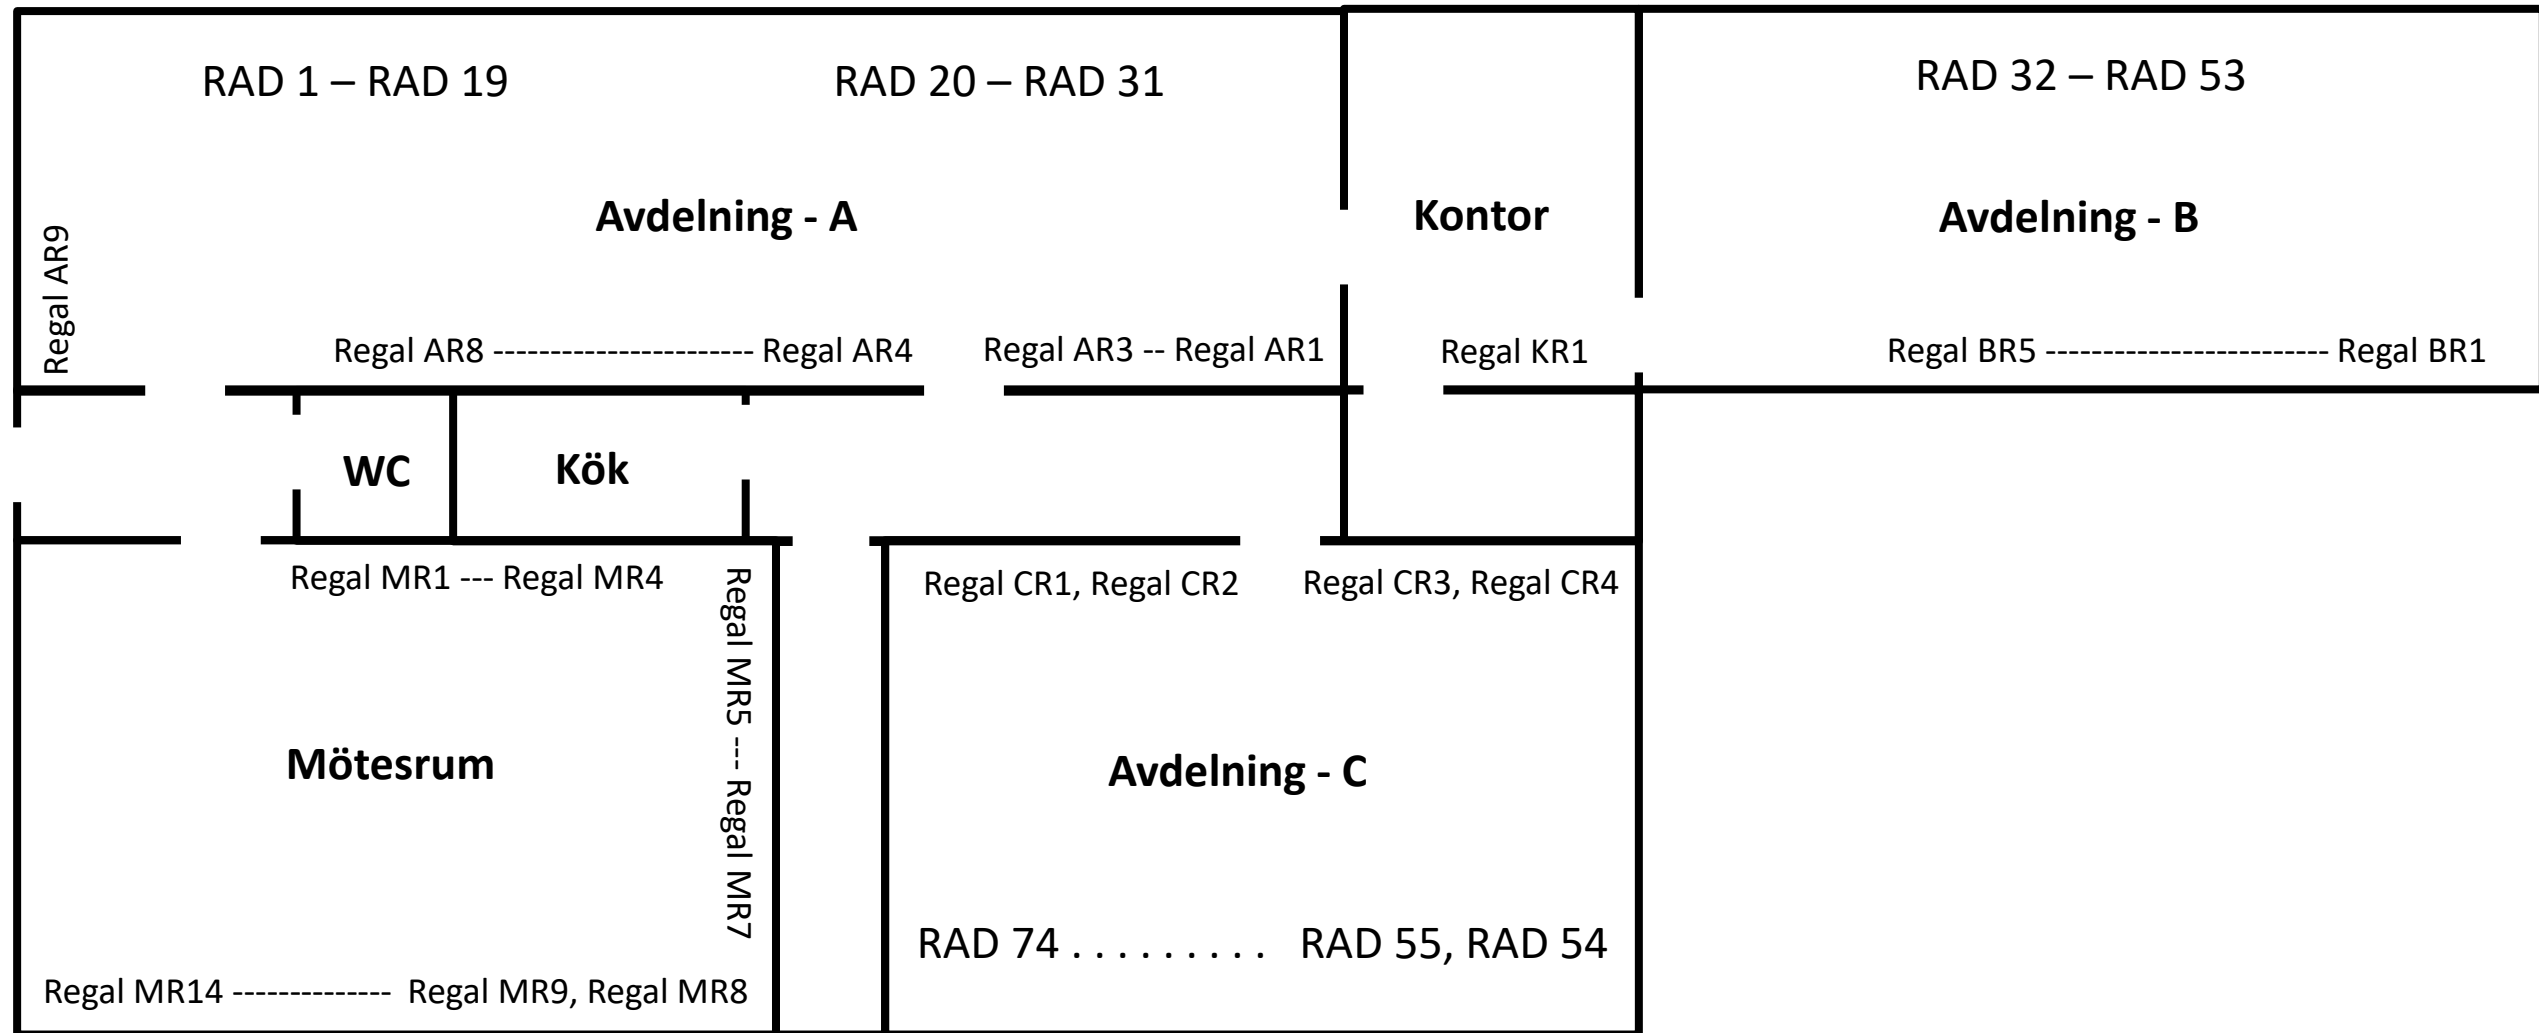 RAD 1 – RAD 19
RAD 20 – RAD 31
RAD 32 – RAD 53
Avdelning - A
Kontor
Avdelning - B
Regal AR9
Regal AR8 ----------------------- Regal AR4
Regal AR3 -- Regal AR1
Regal KR1
Regal BR5 ------------------------- Regal BR1
WC
Kök
Regal MR1 --- Regal MR4
Regal MR5 --- Regal MR7
Regal CR1, Regal CR2
Regal CR3, Regal CR4
Mötesrum
Avdelning - C
RAD 74 . . . . . . . . . RAD 55, RAD 54
Regal MR14 -------------- Regal MR9, Regal MR8